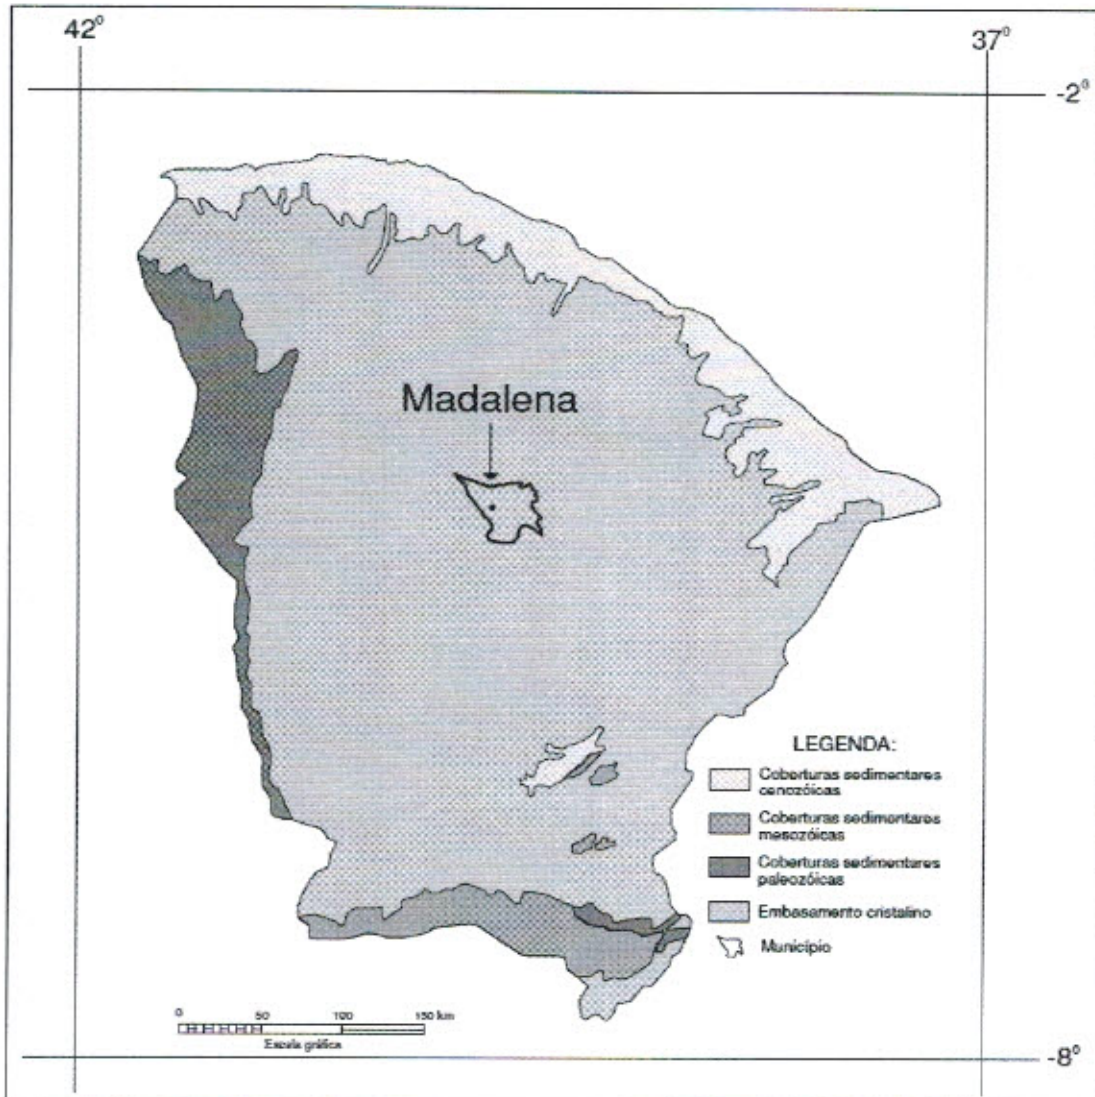 42°
37°
-2°
Madalena
LEGENDA:
Coberturas sedimentares
cenozóicas
Coberturas sedimentares
mesozóicas
Coberturas sedimentares
paleozóicas
Embasamento cristalino
Município
0 50 100 150 km
Escala gráfica
-8°